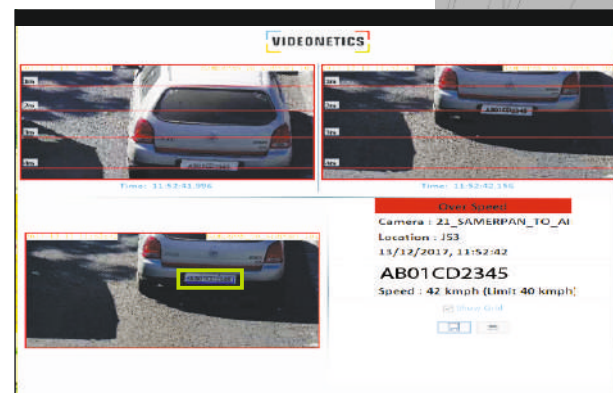 VIDEONETICS
Time: 11:52:41.996
Time: 11:52:42.156
Over Speed
Camera : 21_SAMERPAN_TO_AI
Location : JS3
13/12/2017, 11:52:42
AB01CD2345
Speed : 42 kmph (Limit 40 kmph)
Show Grid